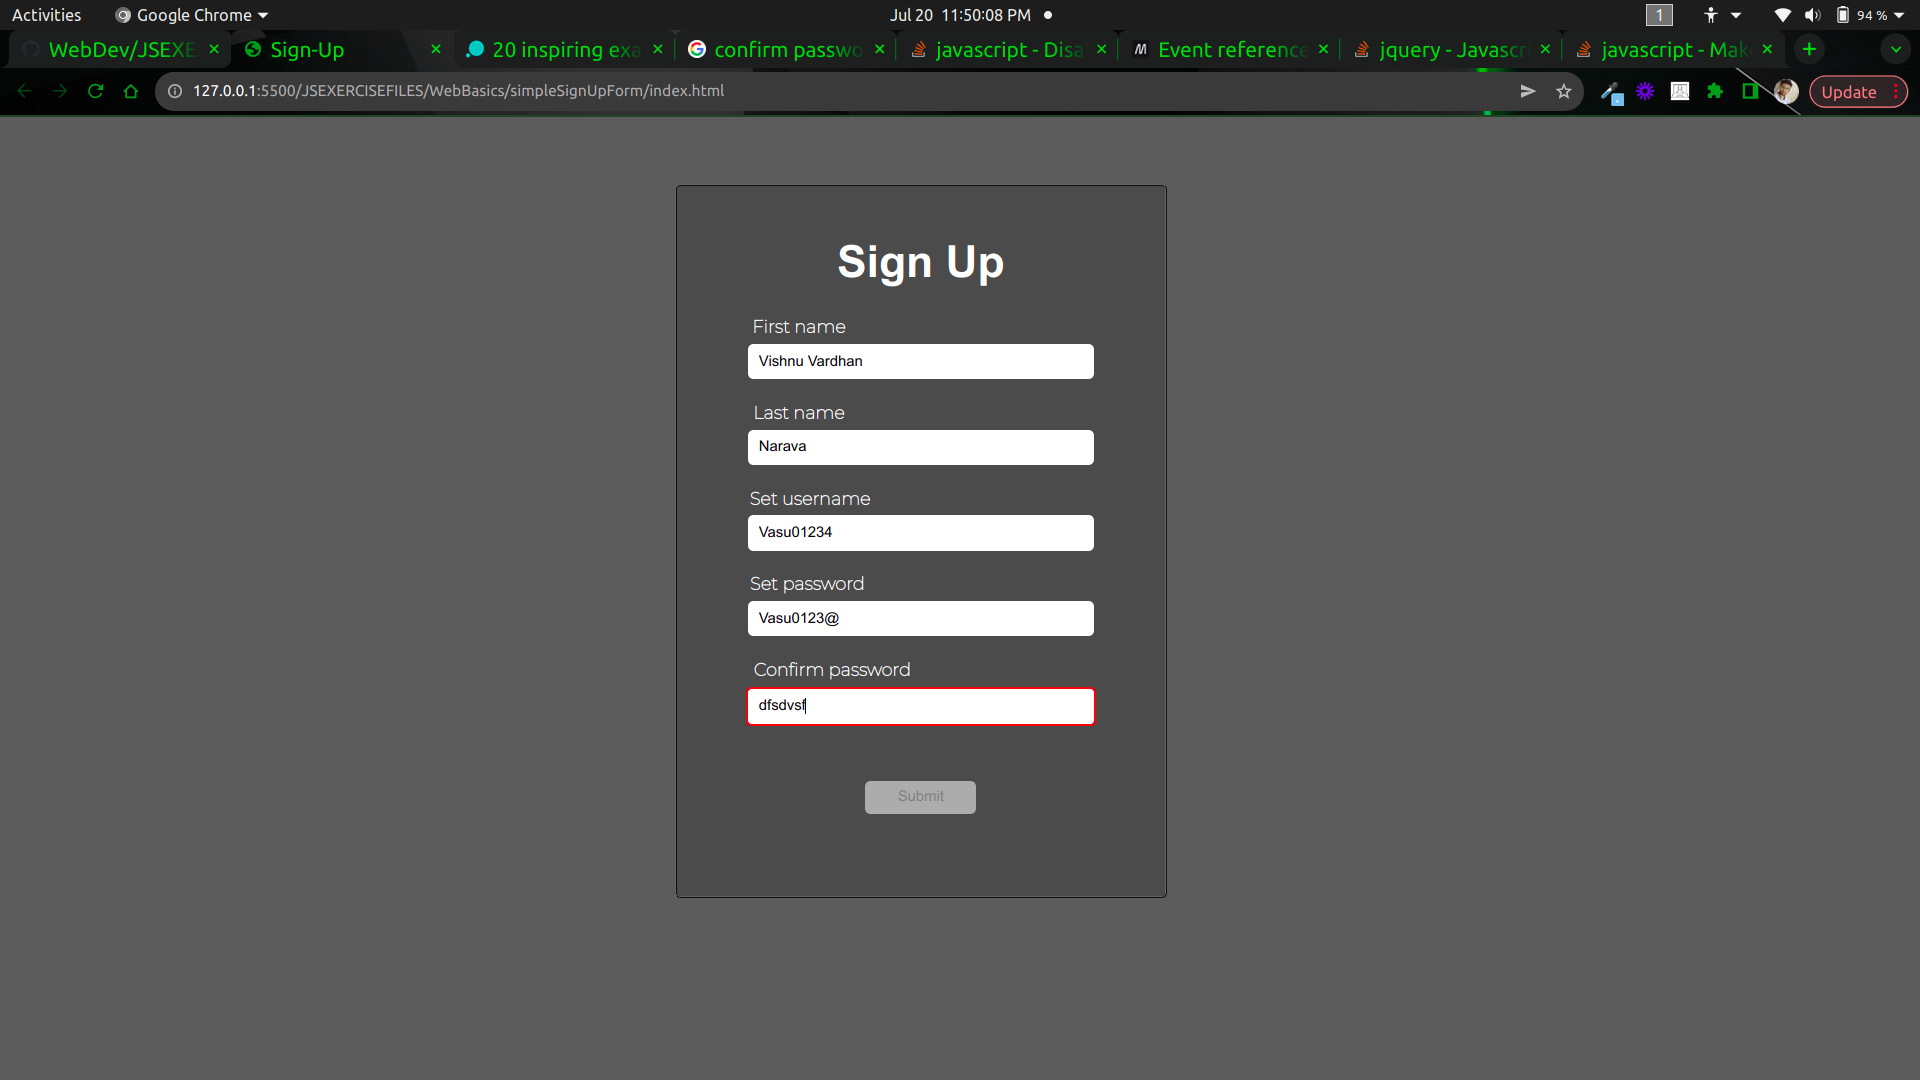 Activities Google Chrome Jul 20 11:50:08 PM 1 94 %
WebDev/JSEXE Sign-Up 20 inspiring exa confirm passwo javascript - Disa Event reference jquery - Javascri javascript - Mak
127.0.0.1:5500/JSEXERCISEFILES/WebBasics/simpleSignUpForm/index.html Update
Sign Up
First name
Vishnu Vardhan
Last name
Narava
Set username
Vasu01234
Set password
Vasu0123@
Confirm password
dfsdvsf
Submit